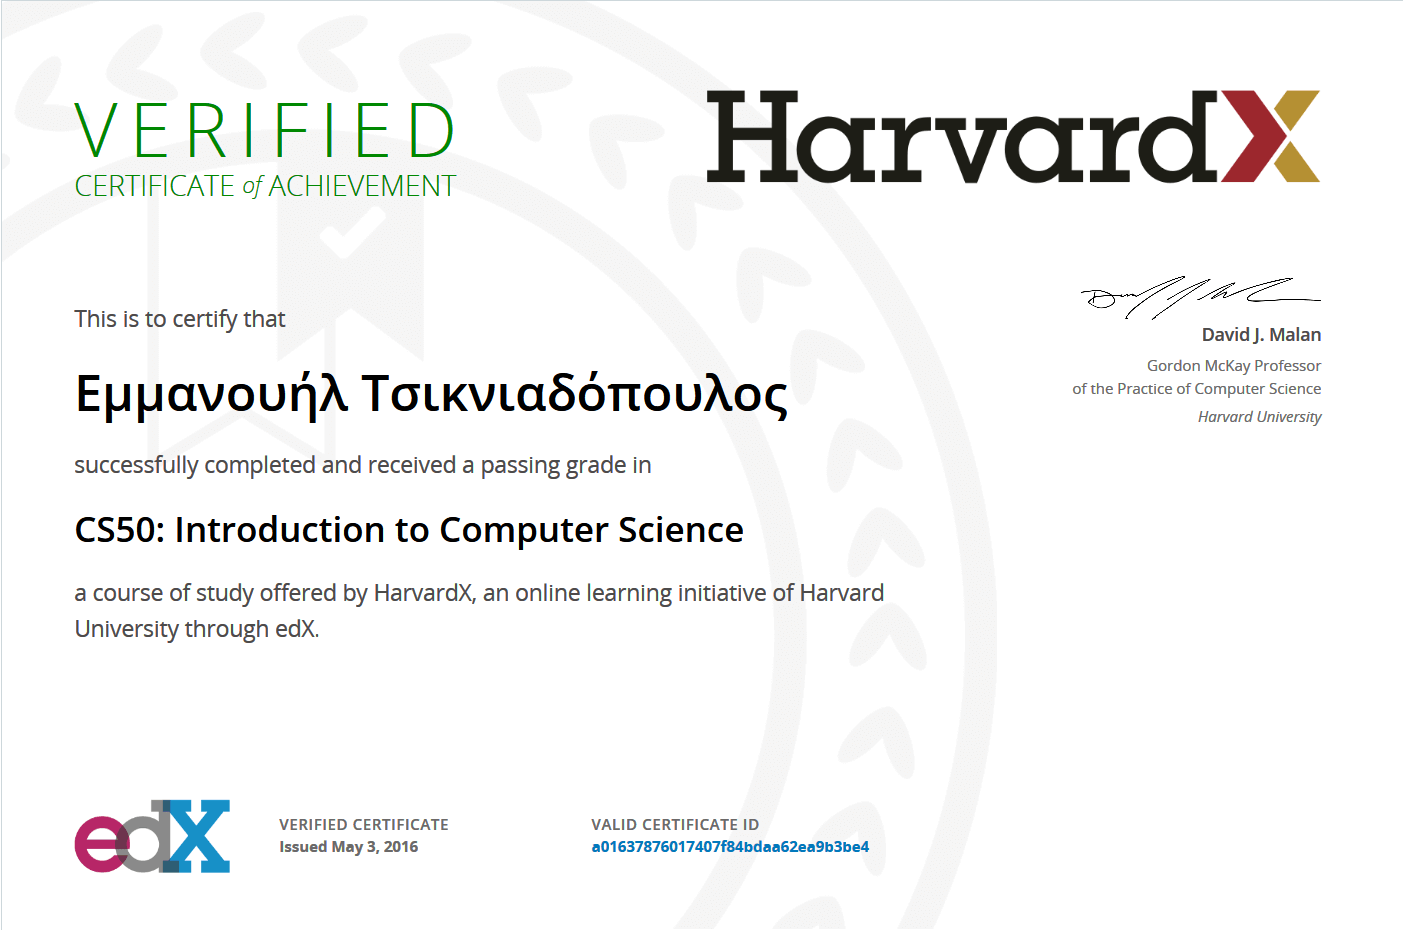 VERIFIED
CERTIFICATE of ACHIEVEMENT
HarvardX
This is to certify that
Εμμανουήλ Τσικνιαδόπουλος
successfully completed and received a passing grade in
CS50: Introduction to Computer Science
a course of study offered by HarvardX, an online learning initiative of Harvard
University through edX.
David J. Malan
Gordon McKay Professor
of the Practice of Computer Science
Harvard University
edX
VERIFIED CERTIFICATE
Issued May 3, 2016
VALID CERTIFICATE ID
a01637876017407f84bdaa62ea9b3be4